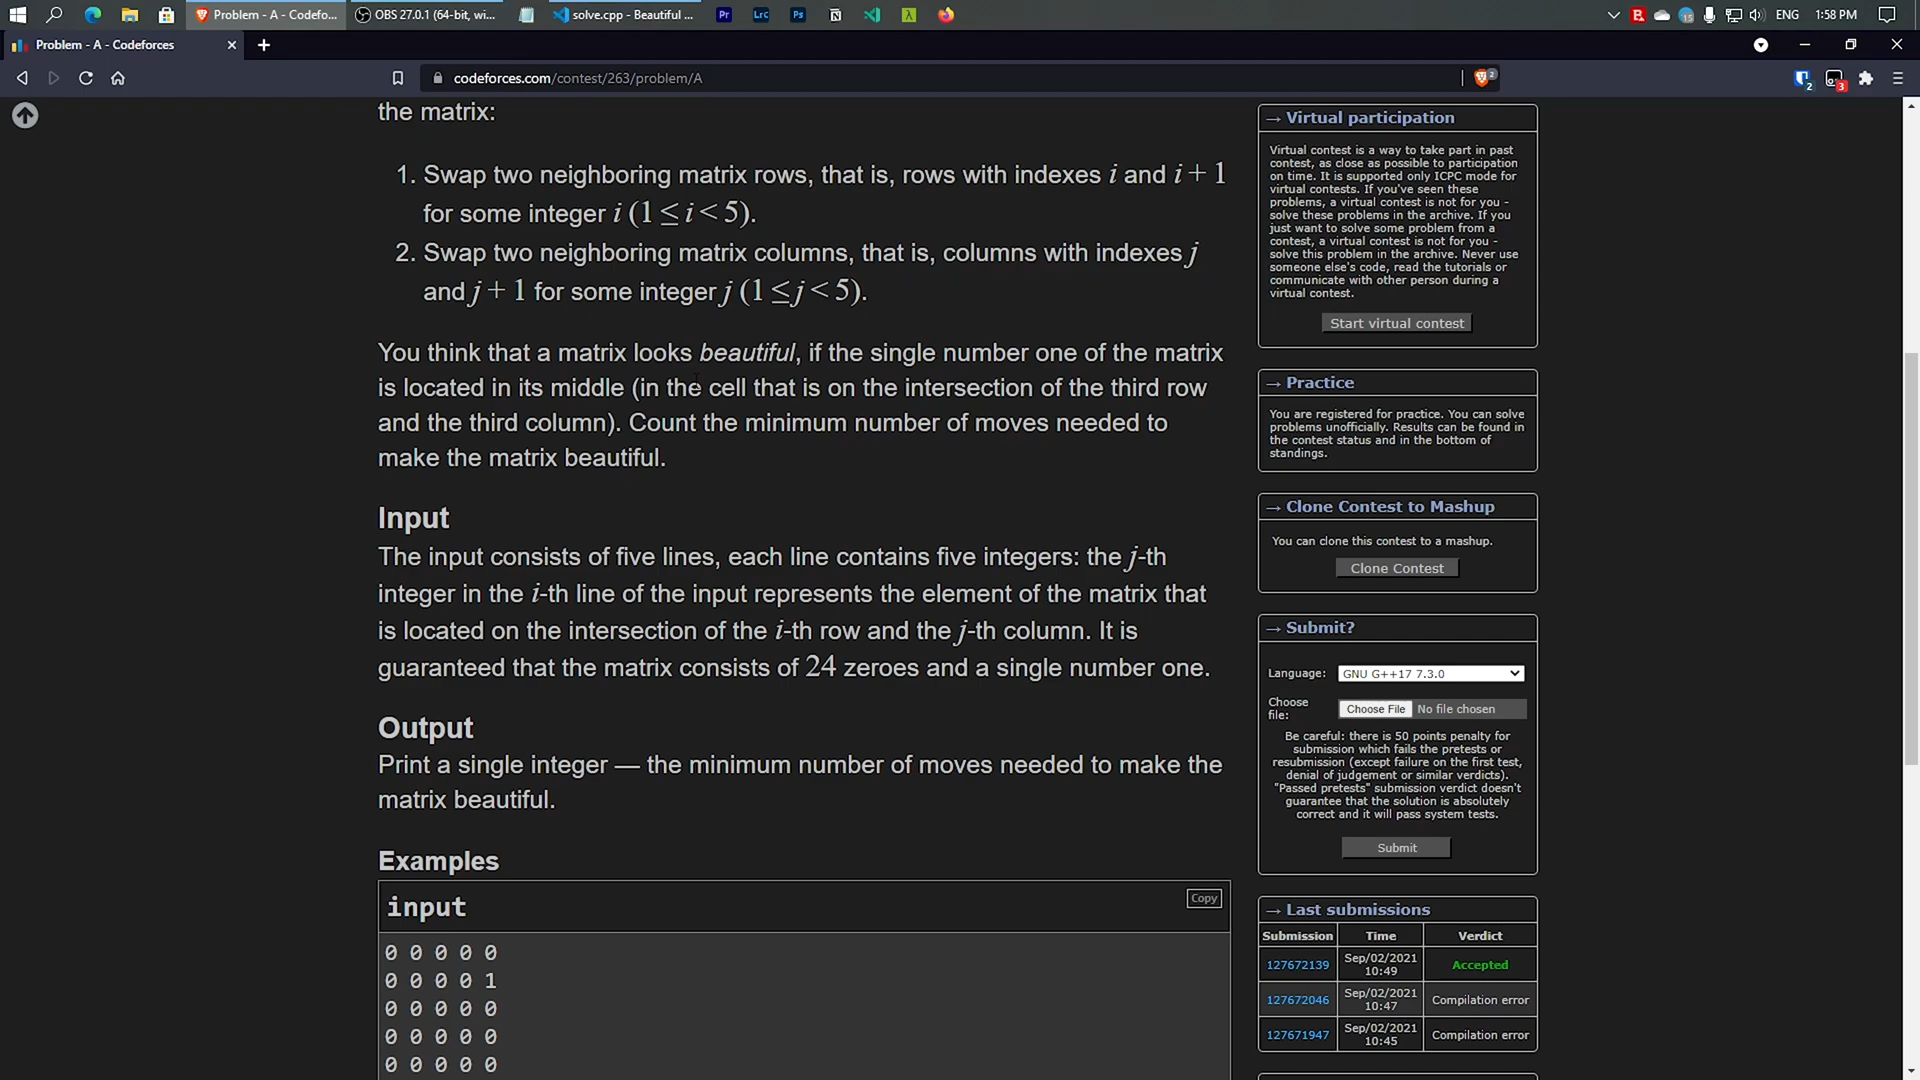 Problem - A - Codefo...
OBS 27.0.1 (64-bit, wi...
solve.cpp - Beautiful ...
ENG
1:58 PM
Problem - A - Codeforces
codeforces.com/contest/263/problem/A
the matrix:
1. Swap two neighboring matrix rows, that is, rows with indexes i and i + 1
for some integer i (1 ≤ i < 5).
2. Swap two neighboring matrix columns, that is, columns with indexes j
and j + 1 for some integer j (1 ≤ j < 5).
You think that a matrix looks beautiful, if the single number one of the matrix
is located in its middle (in the cell that is on the intersection of the third row
and the third column). Count the minimum number of moves needed to
make the matrix beautiful.
Input
The input consists of five lines, each line contains five integers: the j-th
integer in the i-th line of the input represents the element of the matrix that
is located on the intersection of the i-th row and the j-th column. It is
guaranteed that the matrix consists of 24 zeroes and a single number one.
Output
Print a single integer — the minimum number of moves needed to make the
matrix beautiful.
Examples
input
Copy
0 0 0 0 0
0 0 0 0 1
0 0 0 0 0
0 0 0 0 0
0 0 0 0 0
→ Virtual participation
Virtual contest is a way to take part in past
contest, as close as possible to participation
on time. It is supported only ICPC mode for
virtual contests. If you've seen these
problems, a virtual contest is not for you -
solve these problems in the archive. If you
just want to solve some problem from a
contest, a virtual contest is not for you -
solve this problem in the archive. Never use
someone else's code, read the tutorials or
communicate with other person during a
virtual contest.
Start virtual contest
→ Practice
You are registered for practice. You can solve
problems unofficially. Results can be found in
the contest status and in the bottom of
standings.
→ Clone Contest to Mashup
You can clone this contest to a mashup.
Clone Contest
→ Submit?
Language: GNU G++17 7.3.0
Choose
file: Choose File No file chosen
Be careful: there is 50 points penalty for
submission which fails the pretests or
resubmission (except failure on the first test,
denial of judgement or similar verdicts).
"Passed pretests" submission verdict doesn't
guarantee that the solution is absolutely
correct and it will pass system tests.
Submit
→ Last submissions
Submission Time Verdict
127672139 Sep/02/2021 10:49 Accepted
127672046 Sep/02/2021 10:47 Compilation error
127671947 Sep/02/2021 10:45 Compilation error